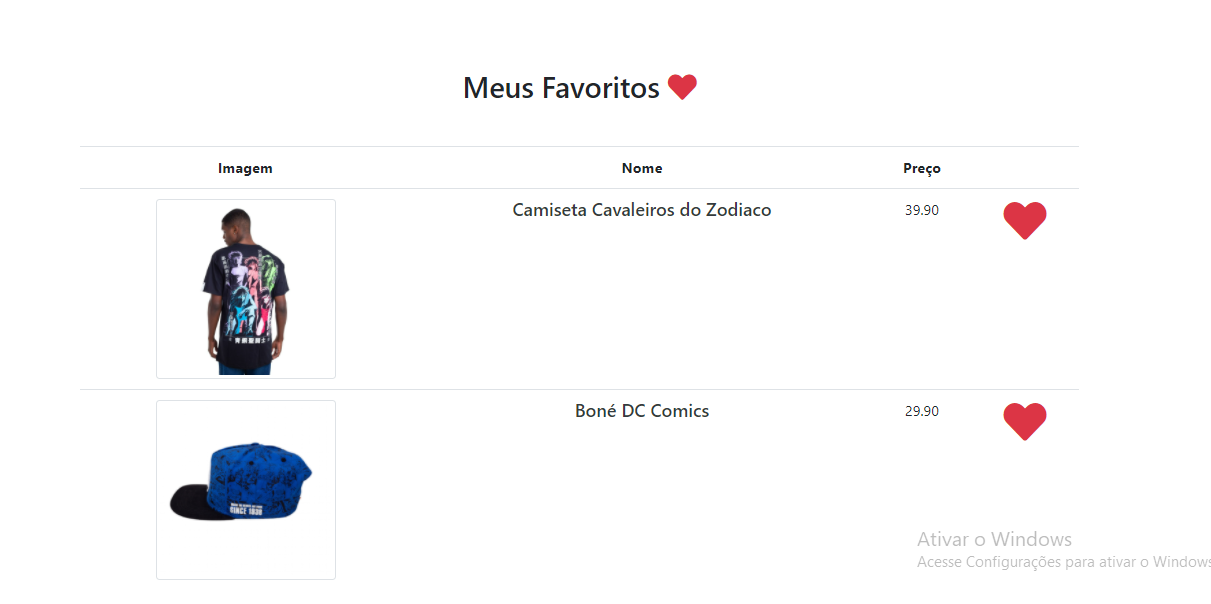 Meus Favoritos
Imagem Nome Preço
Camiseta Cavaleiros do Zodiaco 39.90
Boné DC Comics 29.90
SINCE 1938
Ativar o Windows
Acesse Configurações para ativar o Windows